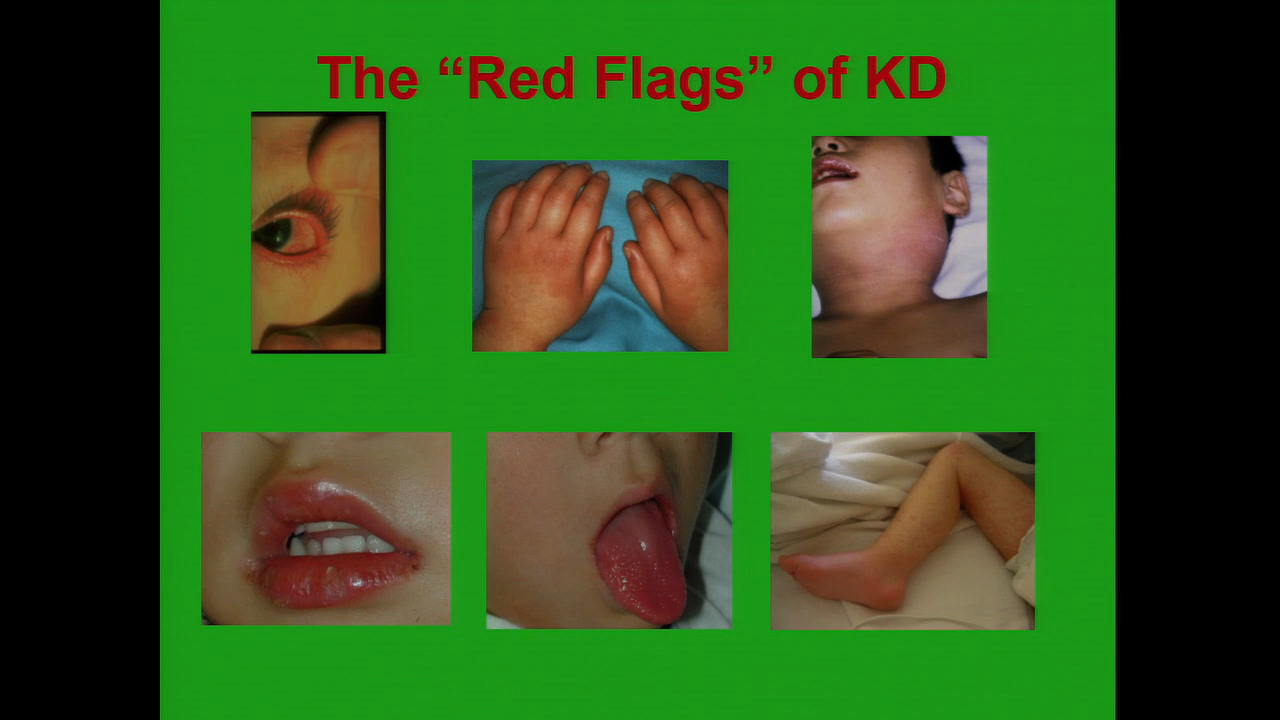 The “Red Flags” of KD